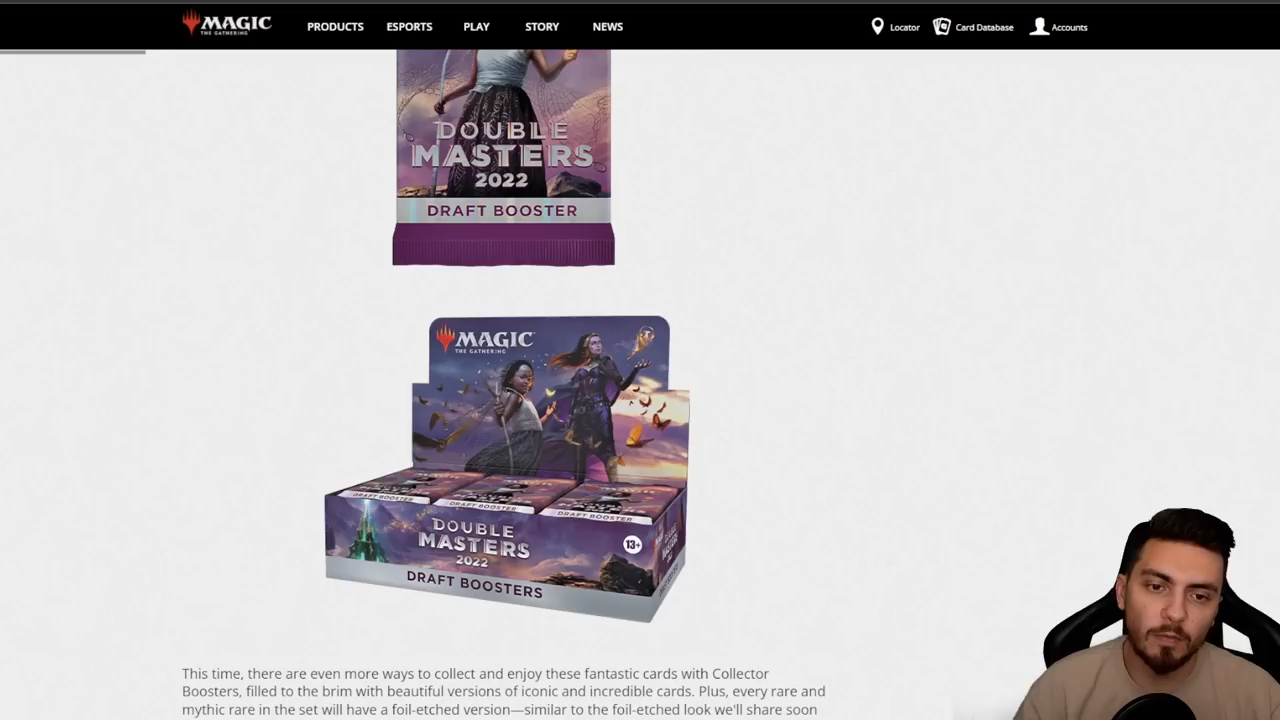 MAGIC
THE GATHERING
PRODUCTS ESPORTS PLAY STORY NEWS
Locator Card Database Accounts
DOUBLE
MASTERS
2022
DRAFT BOOSTER
MAGIC
THE GATHERING
MAGIC MAGIC MAGIC
DRAFT BOOSTER DRAFT BOOSTER DRAFT BOOSTER
DOUBLE
MASTERS
2022
13+
DRAFT BOOSTERS
This time, there are even more ways to collect and enjoy these fantastic cards with Collector
Boosters, filled to the brim with beautiful versions of iconic and incredible cards. Plus, every rare and
mythic rare in the set will have a foil-etched version—similar to the foil-etched look we'll share soon